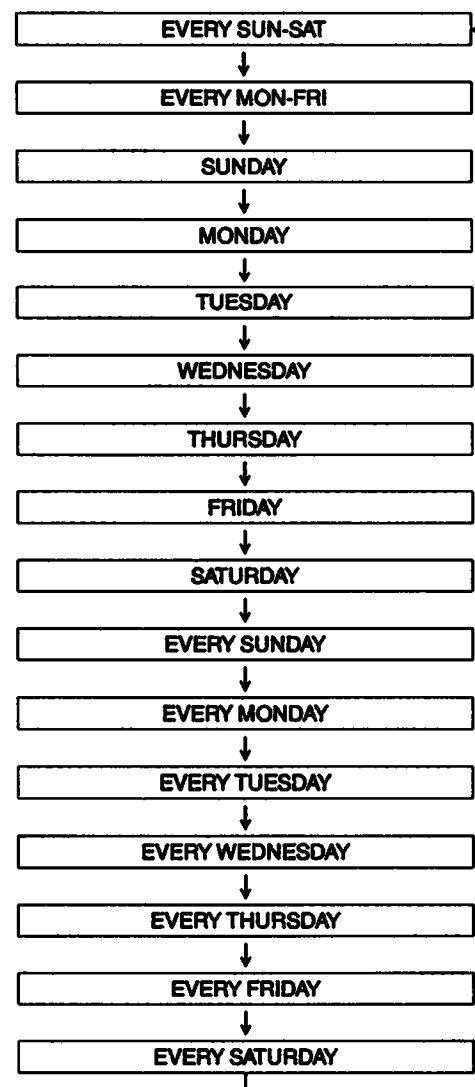 EVERY SUN-SAT
EVERY MON-FRI
SUNDAY
MONDAY
TUESDAY
WEDNESDAY
THURSDAY
FRIDAY
SATURDAY
EVERY SUNDAY
EVERY MONDAY
EVERY TUESDAY
EVERY WEDNESDAY
EVERY THURSDAY
EVERY FRIDAY
EVERY SATURDAY